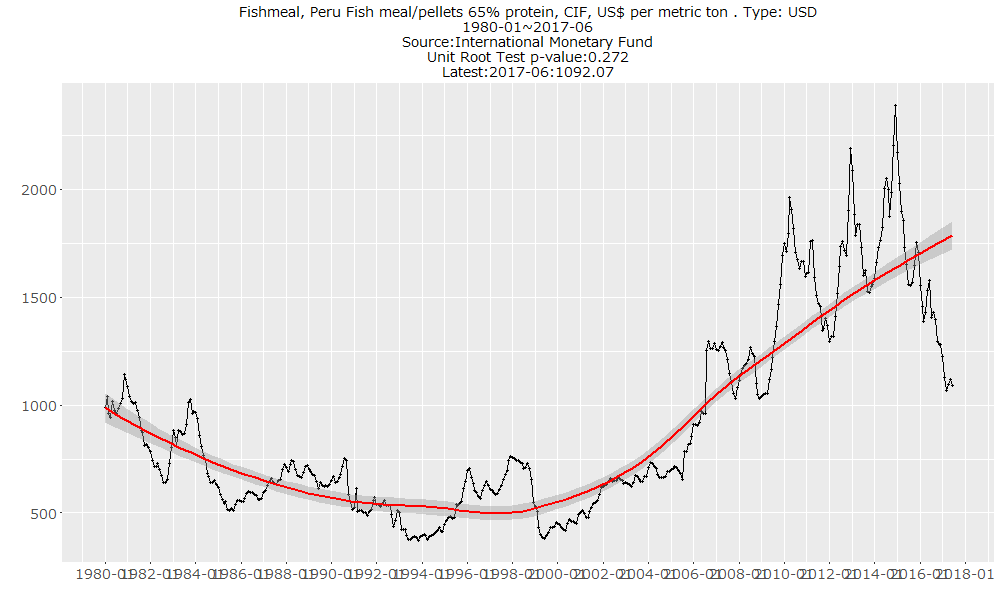 Fishmeal, Peru Fish meal/pellets 65% protein, CIF, US$ per metric ton . Type: USD
1980-01~2017-06
Source:International Monetary Fund
Unit Root Test p-value:0.272
Latest:2017-06:1092.07
2000
1500
1000
500
1980-01 1982-01 1984-01 1986-01 1988-01 1990-01 1992-01 1994-01 1996-01 1998-01 2000-01 2002-01 2004-01 2006-01 2008-01 2010-01 2012-01 2014-01 2016-01 2018-01